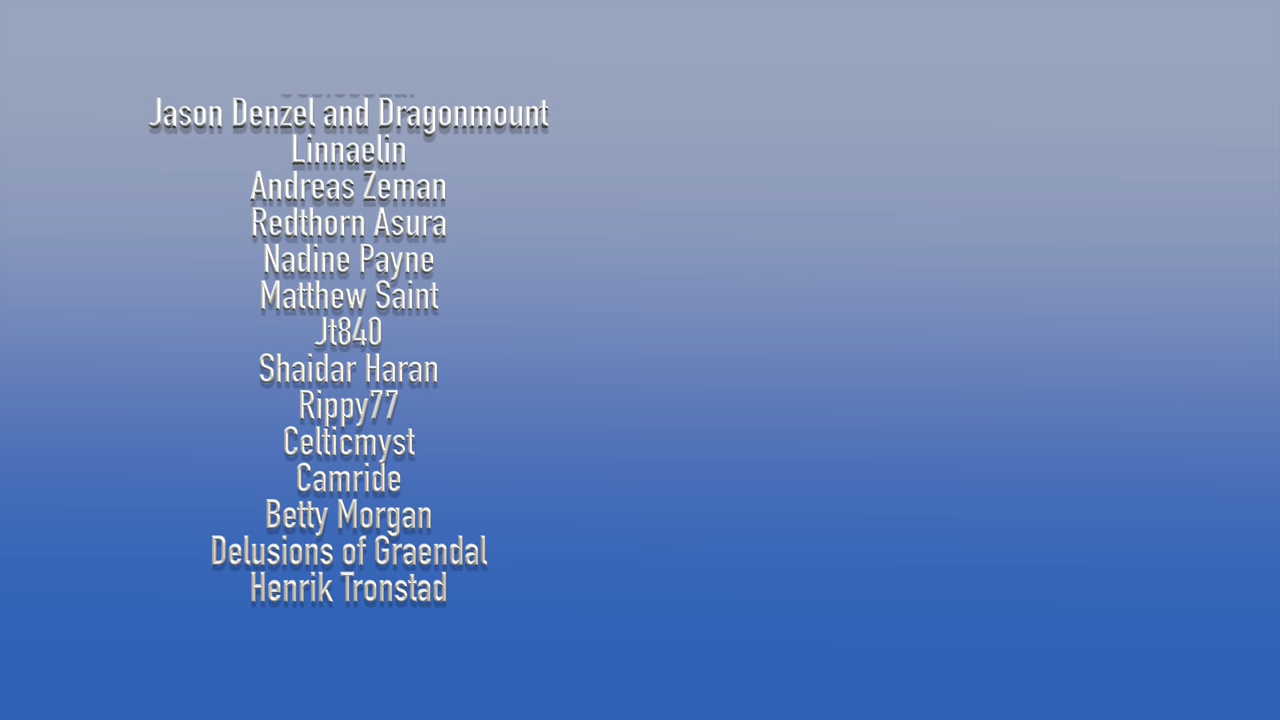 Jason Denzel and Dragonmount
Linnaelin
Andreas Zeman
Redthorn Asura
Nadine Payne
Matthew Saint
Jt840
Shaidar Haran
Rippy77
Celticmyst
Camride
Betty Morgan
Delusions of Graendal
Henrik Tronstad